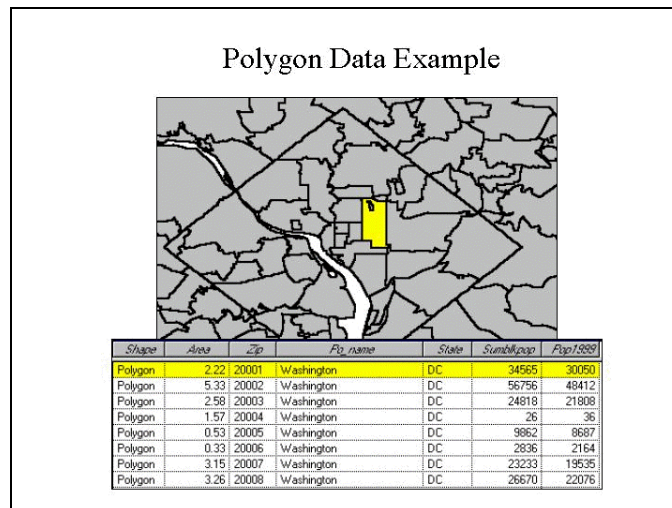 Polygon Data Example
Shape Area Zip Po_name State Sumblkpop Pop1999
Polygon 2.22 20001 Washington DC 34565 30050
Polygon 5.33 20002 Washington DC 56756 48412
Polygon 2.58 20003 Washington DC 24818 21808
Polygon 1.57 20004 Washington DC 26 36
Polygon 0.53 20005 Washington DC 9862 8687
Polygon 0.33 20006 Washington DC 2836 2164
Polygon 3.15 20007 Washington DC 23233 19535
Polygon 3.26 20008 Washington DC 26670 22076